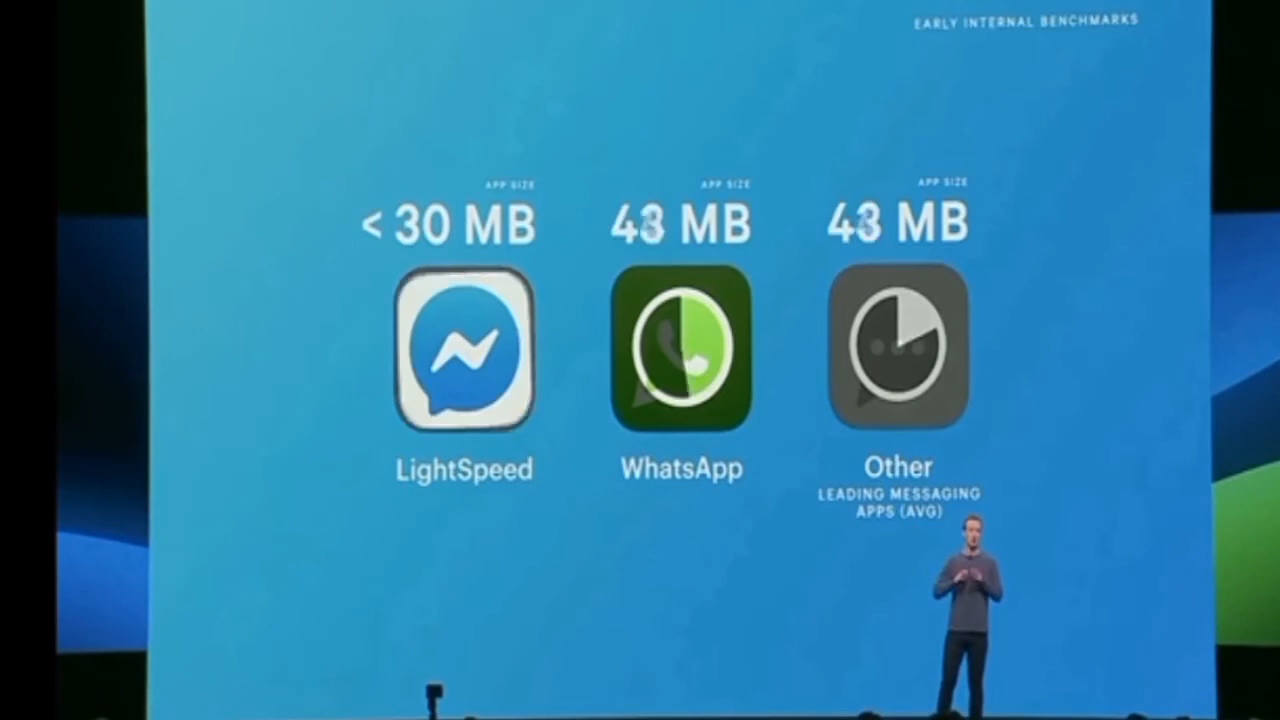 EARLY INTERNAL BENCHMARKS
APP SIZE
< 30 MB
LightSpeed
APP SIZE
MB
WhatsApp
APP SIZE
MB
Other
LEADING MESSAGING
APPS (AVG)